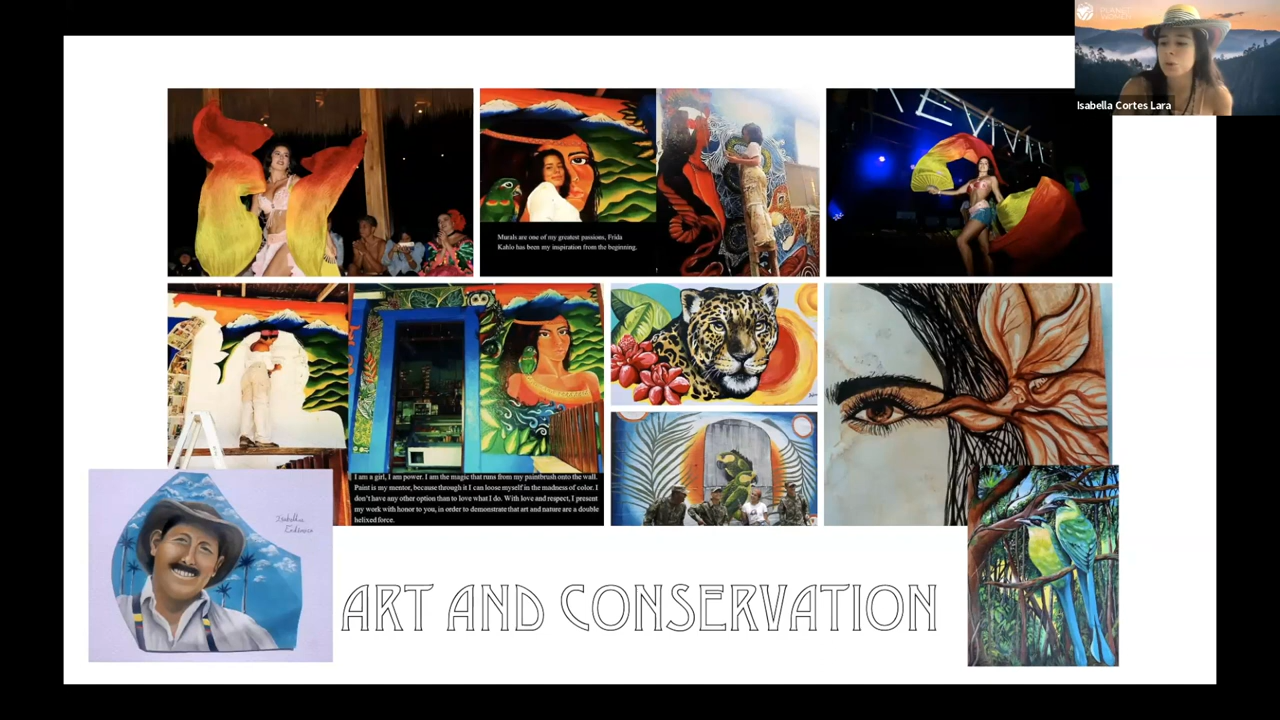 PLANET
WOMEN
Isabella Cortes Lara
Murals are one of my greatest passions, Frida
Kahlo has been my inspiration from the beginning.
I am a girl, I am power. I am the magic that runs from my paintbrush onto the wall.
Paint is my mentor, because through it I can loose myself in the madness of color. I
don't have any other option than to love what I do. With love and respect, I present
my work with honor to you, in order to demonstrate that art and nature are a double
helixed force.
ART AND CONSERVATION